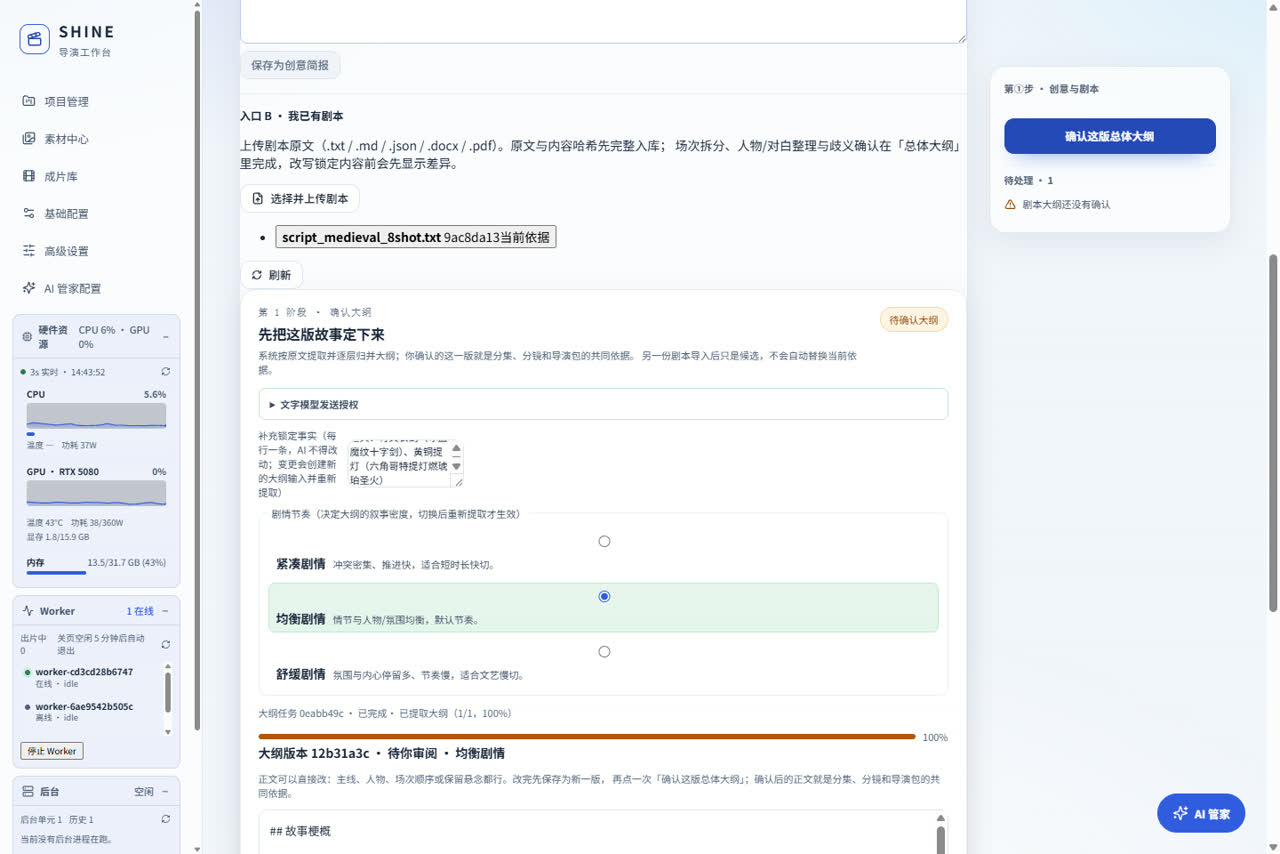 SHINE
导演工作台
项目管理
素材中心
成片库
基础配置
高级设置
AI 管家配置
硬件资源
CPU 6% · GPU 0%
3s 实时 · 14:43:52
CPU 5.6%
温度 — 功耗 37W
GPU · RTX 5080 0%
温度 43°C 功耗 38/360W
显存 1.8/15.9 GB
内存 13.5/31.7 GB (43%)
Worker 1 在线
出片中 0
关页空闲 5 分钟后自动退出
worker-cd3cd28b6747
在线 · idle
worker-6ae9542b505c
离线 · idle
停止 Worker
后台 空闲
后台单元 1 历史 1
当前没有后台进程在跑。
保存为创意简报
入口 B · 我已有剧本
上传剧本原文（.txt / .md / .json / .docx / .pdf）。原文与内容哈希先完整入库； 场次拆分、人物/对白整理与歧义确认在「总体大纲」
里完成，改写锁定内容前会先显示差异。
选择并上传剧本
script_medieval_8shot.txt 9ac8da13当前依据
刷新
第 1 阶段 · 确认大纲
先把这版故事定下来
待确认大纲
系统按原文提取并逐层归并大纲；你确认的这一版就是分集、分镜和导演包的共同依据。 另一份剧本导入后只是候选，不会自动替换当前依
据。
文字模型发送授权
补充锁定事实（每
行一条，AI 不得改
动；变更会创建新
的大纲输入并重新
提取）
魔纹十字剑）、黄铜提
灯（六角哥特提灯燃琥
珀圣火）
剧情节奏（决定大纲的叙事密度，切换后重新提取才生效）
紧凑剧情 冲突密集、推进快，适合短时长快切。
均衡剧情 情节与人物/氛围均衡，默认节奏。
舒缓剧情 氛围与内心停留多、节奏慢，适合文艺慢切。
大纲任务 0eabb49c · 已完成 · 已提取大纲（1/1，100%）
100%
大纲版本 12b31a3c · 待你审阅 · 均衡剧情
正文可以直接改：主线、人物、场次顺序或保留悬念都行。改完先保存为新一版， 再点一次「确认这版总体大纲」；确认后的正文就是分集、分镜和导演包的共
同依据。
## 故事梗概
第①步 · 创意与剧本
确认这版总体大纲
待处理 · 1
剧本大纲还没有确认
AI 管家